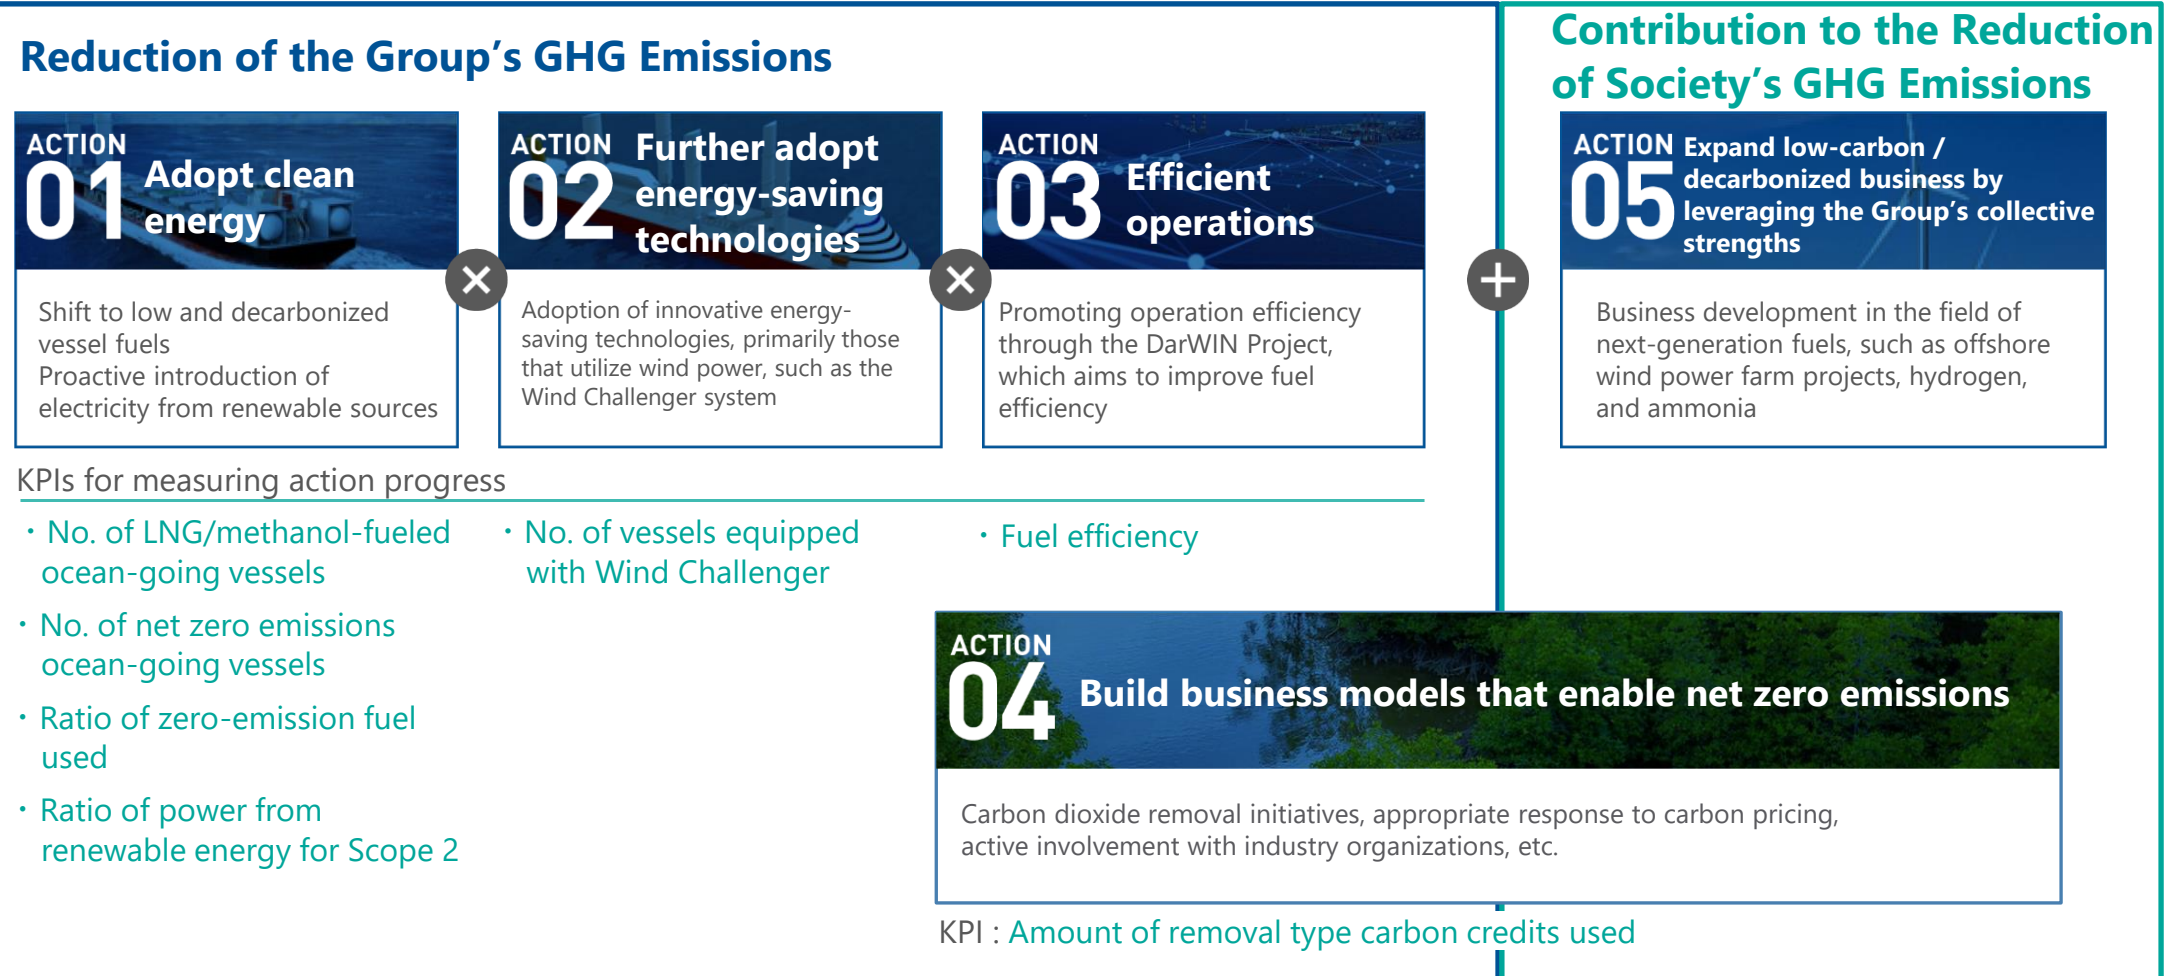 Reduction of the Group’s GHG Emissions
ACTION
01
Adopt clean
energy
Shift to low and decarbonized
vessel fuels
Proactive introduction of
electricity from renewable sources
×
ACTION
02
Further adopt
energy-saving
technologies
Adoption of innovative energy-
saving technologies, primarily those
that utilize wind power, such as the
Wind Challenger system
×
ACTION
03
Efficient
operations
Promoting operation efficiency
through the DarWIN Project,
which aims to improve fuel
efficiency
+
Contribution to the Reduction
of Society’s GHG Emissions
ACTION
05
Expand low-carbon /
decarbonized business by
leveraging the Group’s collective
strengths
Business development in the field of
next-generation fuels, such as offshore
wind power farm projects, hydrogen,
and ammonia
KPIs for measuring action progress
・No. of LNG/methanol-fueled
ocean-going vessels
・No. of net zero emissions
ocean-going vessels
・Ratio of zero-emission fuel
used
・Ratio of power from
renewable energy for Scope 2
・No. of vessels equipped
with Wind Challenger
・Fuel efficiency
ACTION
04
Build business models that enable net zero emissions
Carbon dioxide removal initiatives, appropriate response to carbon pricing,
active involvement with industry organizations, etc.
KPI : Amount of removal type carbon credits used